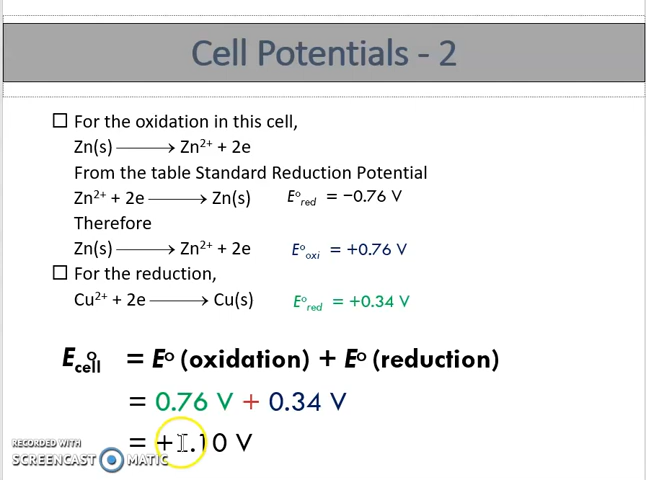 Cell Potentials - 2
☐ For the oxidation in this cell,
Zn(s) ⟶ Zn²⁺ + 2e
From the table Standard Reduction Potential
Zn²⁺ + 2e ⟶ Zn(s) E°red = −0.76 V
Therefore
Zn(s) ⟶ Zn²⁺ + 2e E°oxi = +0.76 V
☐ For the reduction,
Cu²⁺ + 2e ⟶ Cu(s) E°red = +0.34 V
E°cell = E° (oxidation) + E° (reduction)
= 0.76 V + 0.34 V
= +1.10 V
RECORDED WITH
SCREENCAST MATIC